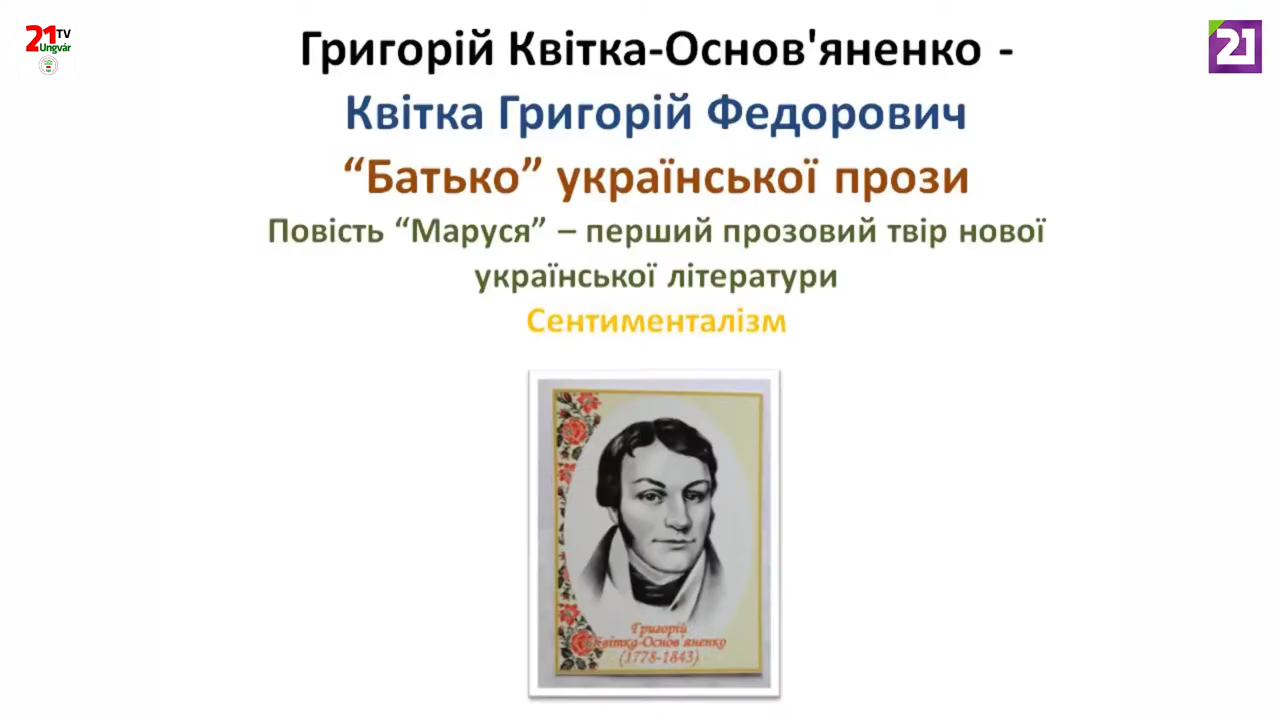 21 TV
Ungvár
21
Григорій Квітка-Основ'яненко -
Квітка Григорій Федорович
“Батько” української прози
Повість “Маруся” – перший прозовий твір нової
української літератури
Сентименталізм
Григорій
Квітка-Основ'яненко
(1778-1843)